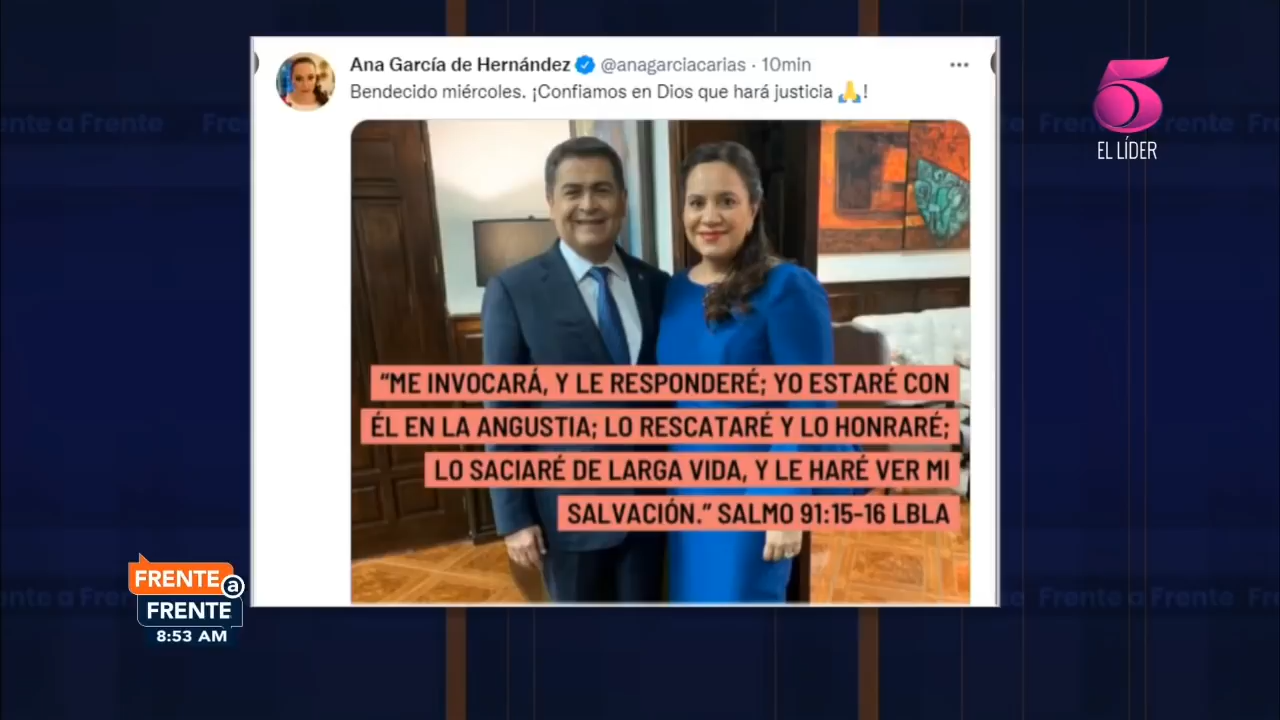 Ana García de Hernández @anagarciacarias · 10min
Bendecido miércoles. ¡Confiamos en Dios que hará justicia 🙏!
5
EL LÍDER
"ME INVOCARÁ, Y LE RESPONDERÉ; YO ESTARÉ CON
ÉL EN LA ANGUSTIA; LO RESCATARÉ Y LO HONRARÉ;
LO SACIARÉ DE LARGA VIDA, Y LE HARÉ VER MI
SALVACIÓN." SALMO 91:15-16 LBLA
FRENTE a
FRENTE
8:53 AM